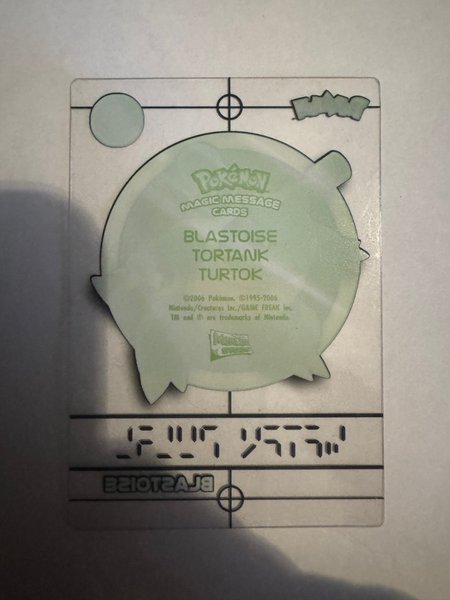 POKéMON
MAGIC MESSAGE
CARDS
BLASTOISE
TORTANK
TURTOK
©2006 Pokémon. ©1995-2006
Nintendo/Creatures Inc./GAME FREAK inc.
TM and ® are trademarks of Nintendo.
BLASTOISE